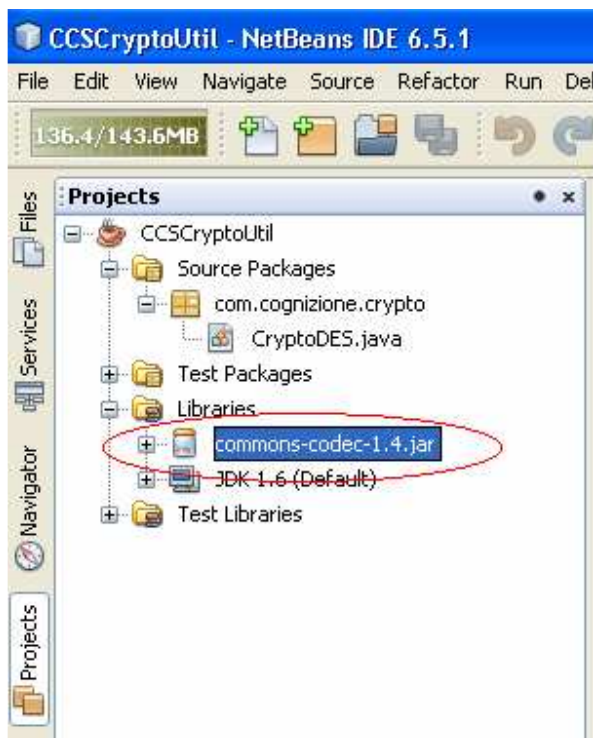 CCSCryptoUtil - NetBeans IDE 6.5.1
File Edit View Navigate Source Refactor Run De
136.4/143.6MB
Files
Services
Navigator
Projects
Projects
CCSCryptoUtil
Source Packages
com.cognizione.crypto
CryptoDES.java
Test Packages
Libraries
commons-codec-1.4.jar
JDK 1.6 (Default)
Test Libraries